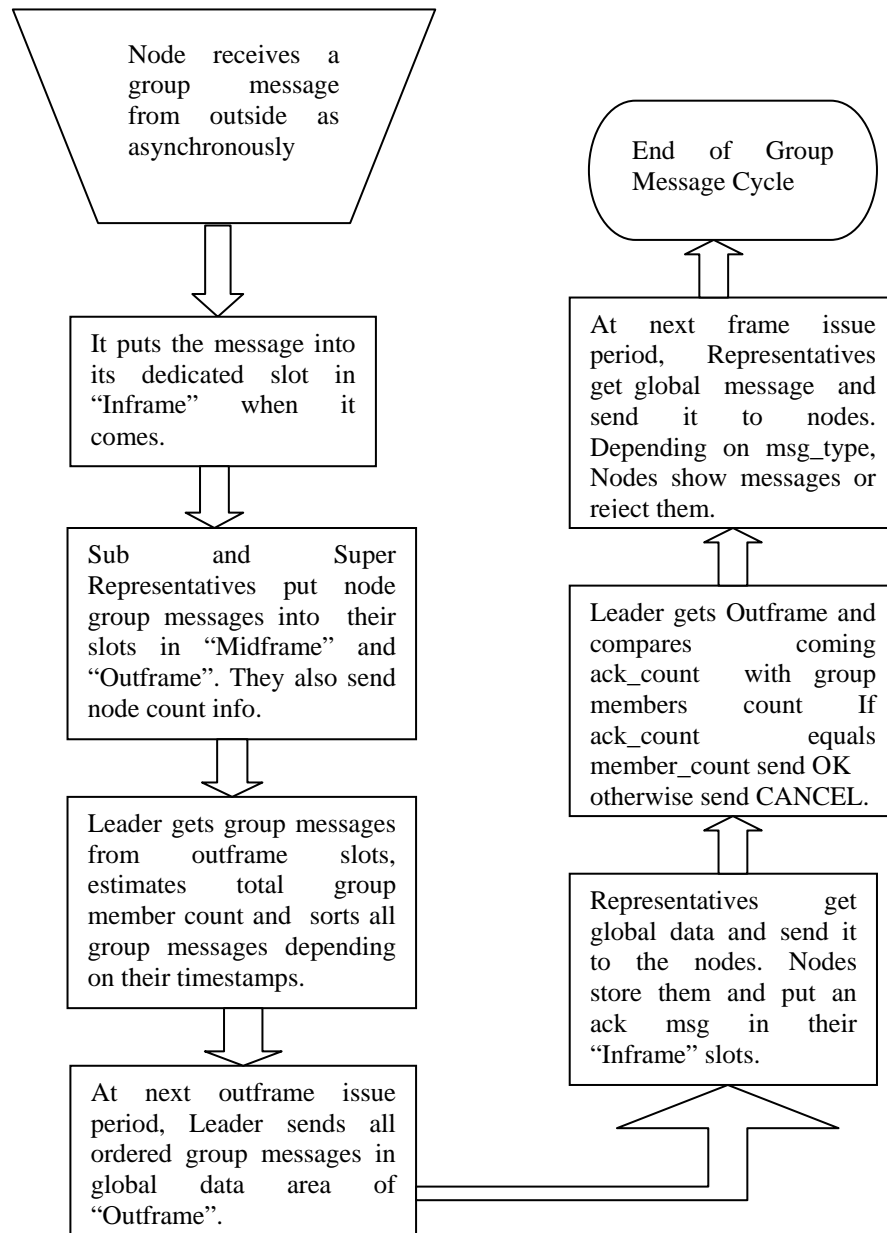 Node receives a
group message
from outside as
asynchronously
It puts the message into
its dedicated slot in
“Inframe” when it
comes.
Sub and Super
Representatives put node
group messages into their
slots in “Midframe” and
“Outframe”. They also send
node count info.
Leader gets group messages
from outframe slots,
estimates total group
member count and sorts all
group messages depending
on their timestamps.
At next outframe issue
period, Leader sends all
ordered group messages in
global data area of
“Outframe”.
Representatives get
global data and send it
to the nodes. Nodes
store them and put an
ack msg in their
“Inframe” slots.
Leader gets Outframe and
compares coming
ack_count with group
members count If
ack_count equals
member_count send OK
otherwise send CANCEL.
At next frame issue
period, Representatives
get global message and
send it to nodes.
Depending on msg_type,
Nodes show messages or
reject them.
End of Group
Message Cycle